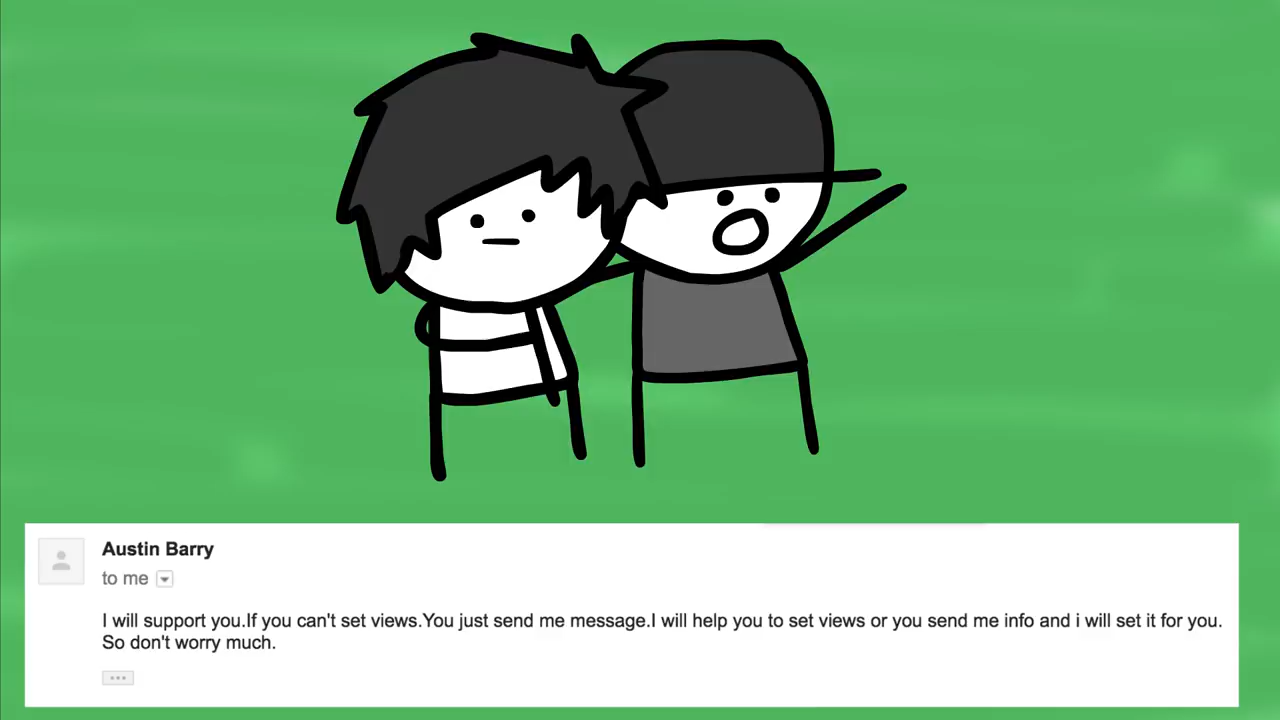 Austin Barry
to me
I will support you.If you can't set views.You just send me message.I will help you to set views or you send me info and i will set it for you.
So don't worry much.